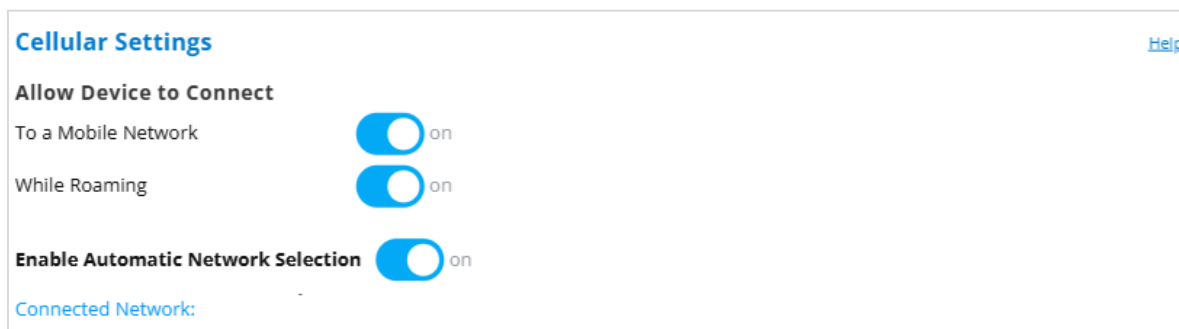 Cellular Settings
Help
Allow Device to Connect
To a Mobile Network on
While Roaming on
Enable Automatic Network Selection on
Connected Network: